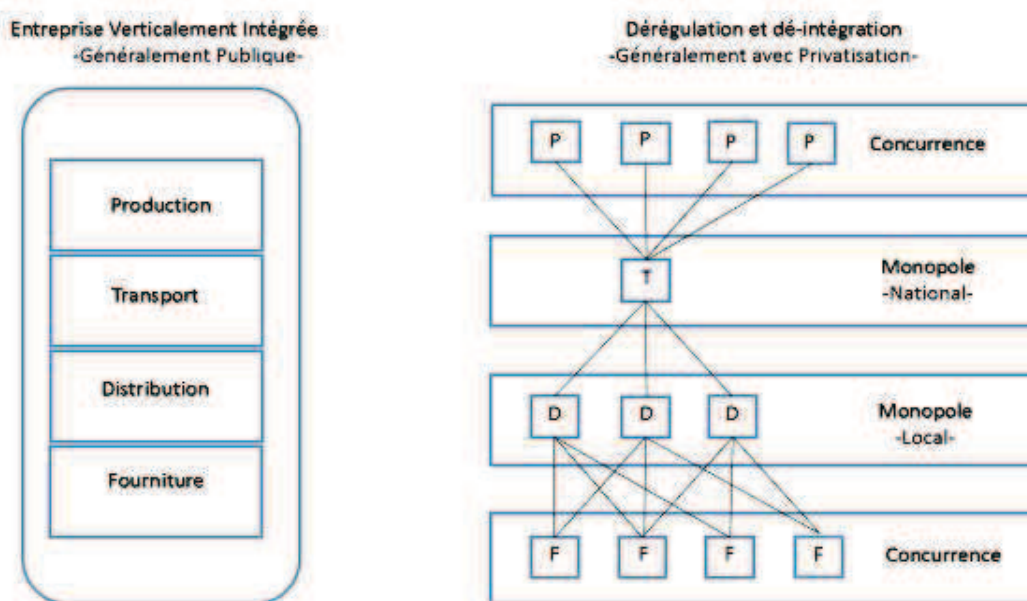 Entreprise Verticalement Intégrée
-Généralement Publique-
Production
Transport
Distribution
Fourniture
Dérégulation et dé-intégration
-Généralement avec Privatisation-
P P P P Concurrence
T Monopole
-National-
D D D Monopole
-Local-
F F F F Concurrence